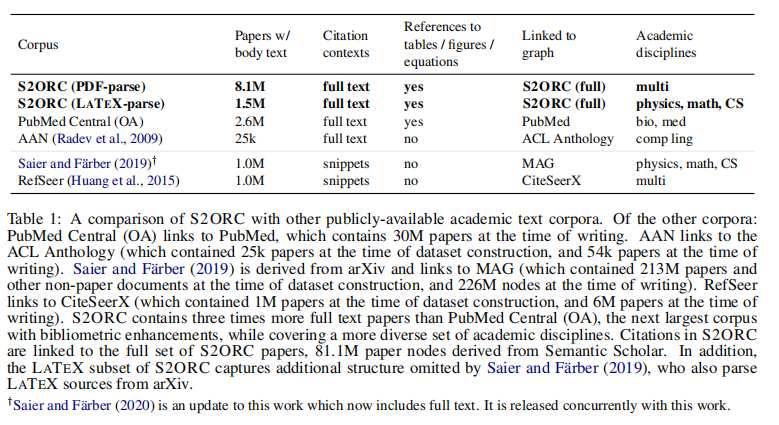 Corpus Papers w/ body text Citation contexts References to tables / figures / equations Linked to graph Academic disciplines
S2ORC (PDF-parse) 8.1M full text yes S2ORC (full) multi
S2ORC (LATEX-parse) 1.5M full text yes S2ORC (full) physics, math, CS
PubMed Central (OA) 2.6M full text yes PubMed bio, med
AAN (Radev et al., 2009) 25k full text no ACL Anthology comp ling
Saier and Färber (2019)† 1.0M snippets no MAG physics, math, CS
RefSeer (Huang et al., 2015) 1.0M snippets no CiteSeerX multi
Table 1: A comparison of S2ORC with other publicly-available academic text corpora. Of the other corpora:
PubMed Central (OA) links to PubMed, which contains 30M papers at the time of writing. AAN links to the
ACL Anthology (which contained 25k papers at the time of dataset construction, and 54k papers at the time of
writing). Saier and Färber (2019) is derived from arXiv and links to MAG (which contained 213M papers and
other non-paper documents at the time of dataset construction, and 226M nodes at the time of writing). RefSeer
links to CiteSeerX (which contained 1M papers at the time of dataset construction, and 6M papers at the time of
writing). S2ORC contains three times more full text papers than PubMed Central (OA), the next largest corpus
with bibliometric enhancements, while covering a more diverse set of academic disciplines. Citations in S2ORC
are linked to the full set of S2ORC papers, 81.1M paper nodes derived from Semantic Scholar. In addition,
the LATEX subset of S2ORC captures additional structure omitted by Saier and Färber (2019), who also parse
LATEX sources from arXiv.
†Saier and Färber (2020) is an update to this work which now includes full text. It is released concurrently with this work.